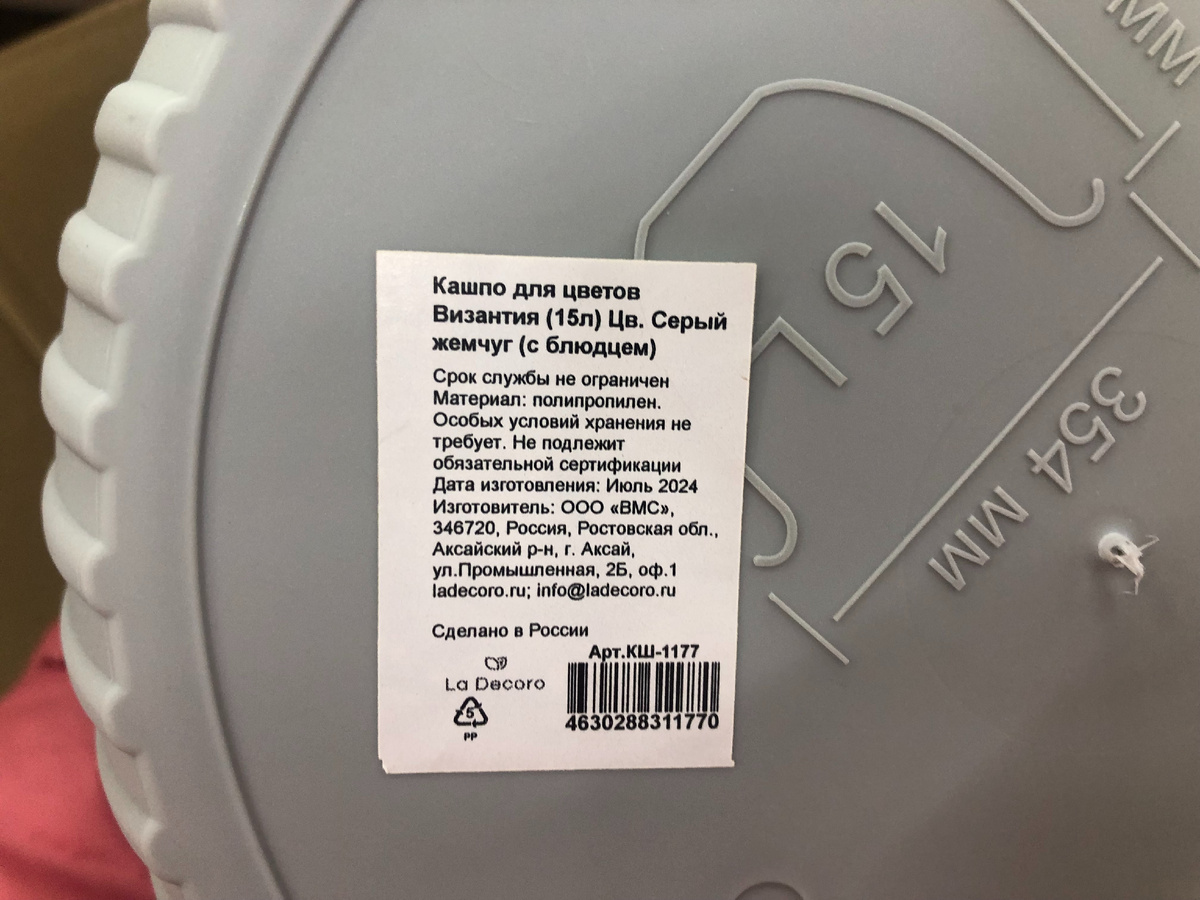 Кашпо для цветов
Византия (15л) Цв. Серый
жемчуг (с блюдцем)
Срок службы не ограничен
Материал: полипропилен.
Особых условий хранения не
требует. Не подлежит
обязательной сертификации
Дата изготовления: Июль 2024
Изготовитель: ООО «ВМС»,
346720, Россия, Ростовская обл.,
Аксайский р-н, г. Аксай,
ул.Промышленная, 2Б, оф.1
ladecoro.ru; info@ladecoro.ru
Сделано в России
Арт.КШ-1177
La Decoro
5
PP
4630288311770
15 L
354 MM
MM